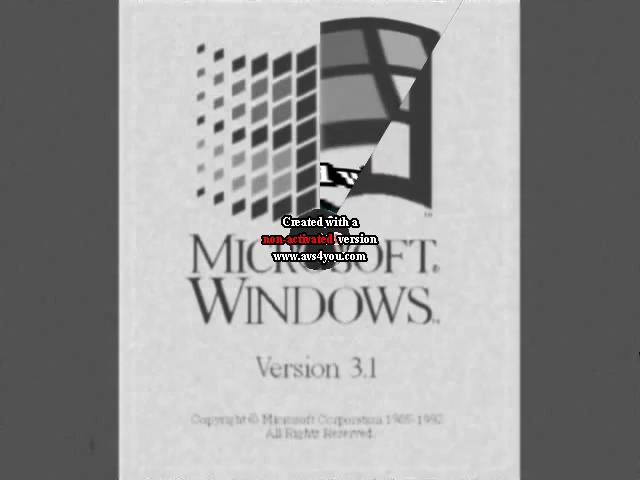 Created with a
non-activated version
www.avs4you.com
MICROSOFT®
WINDOWS™
Version 3.1
Copyright © Microsoft Corporation 1985-1992
All Rights Reserved.